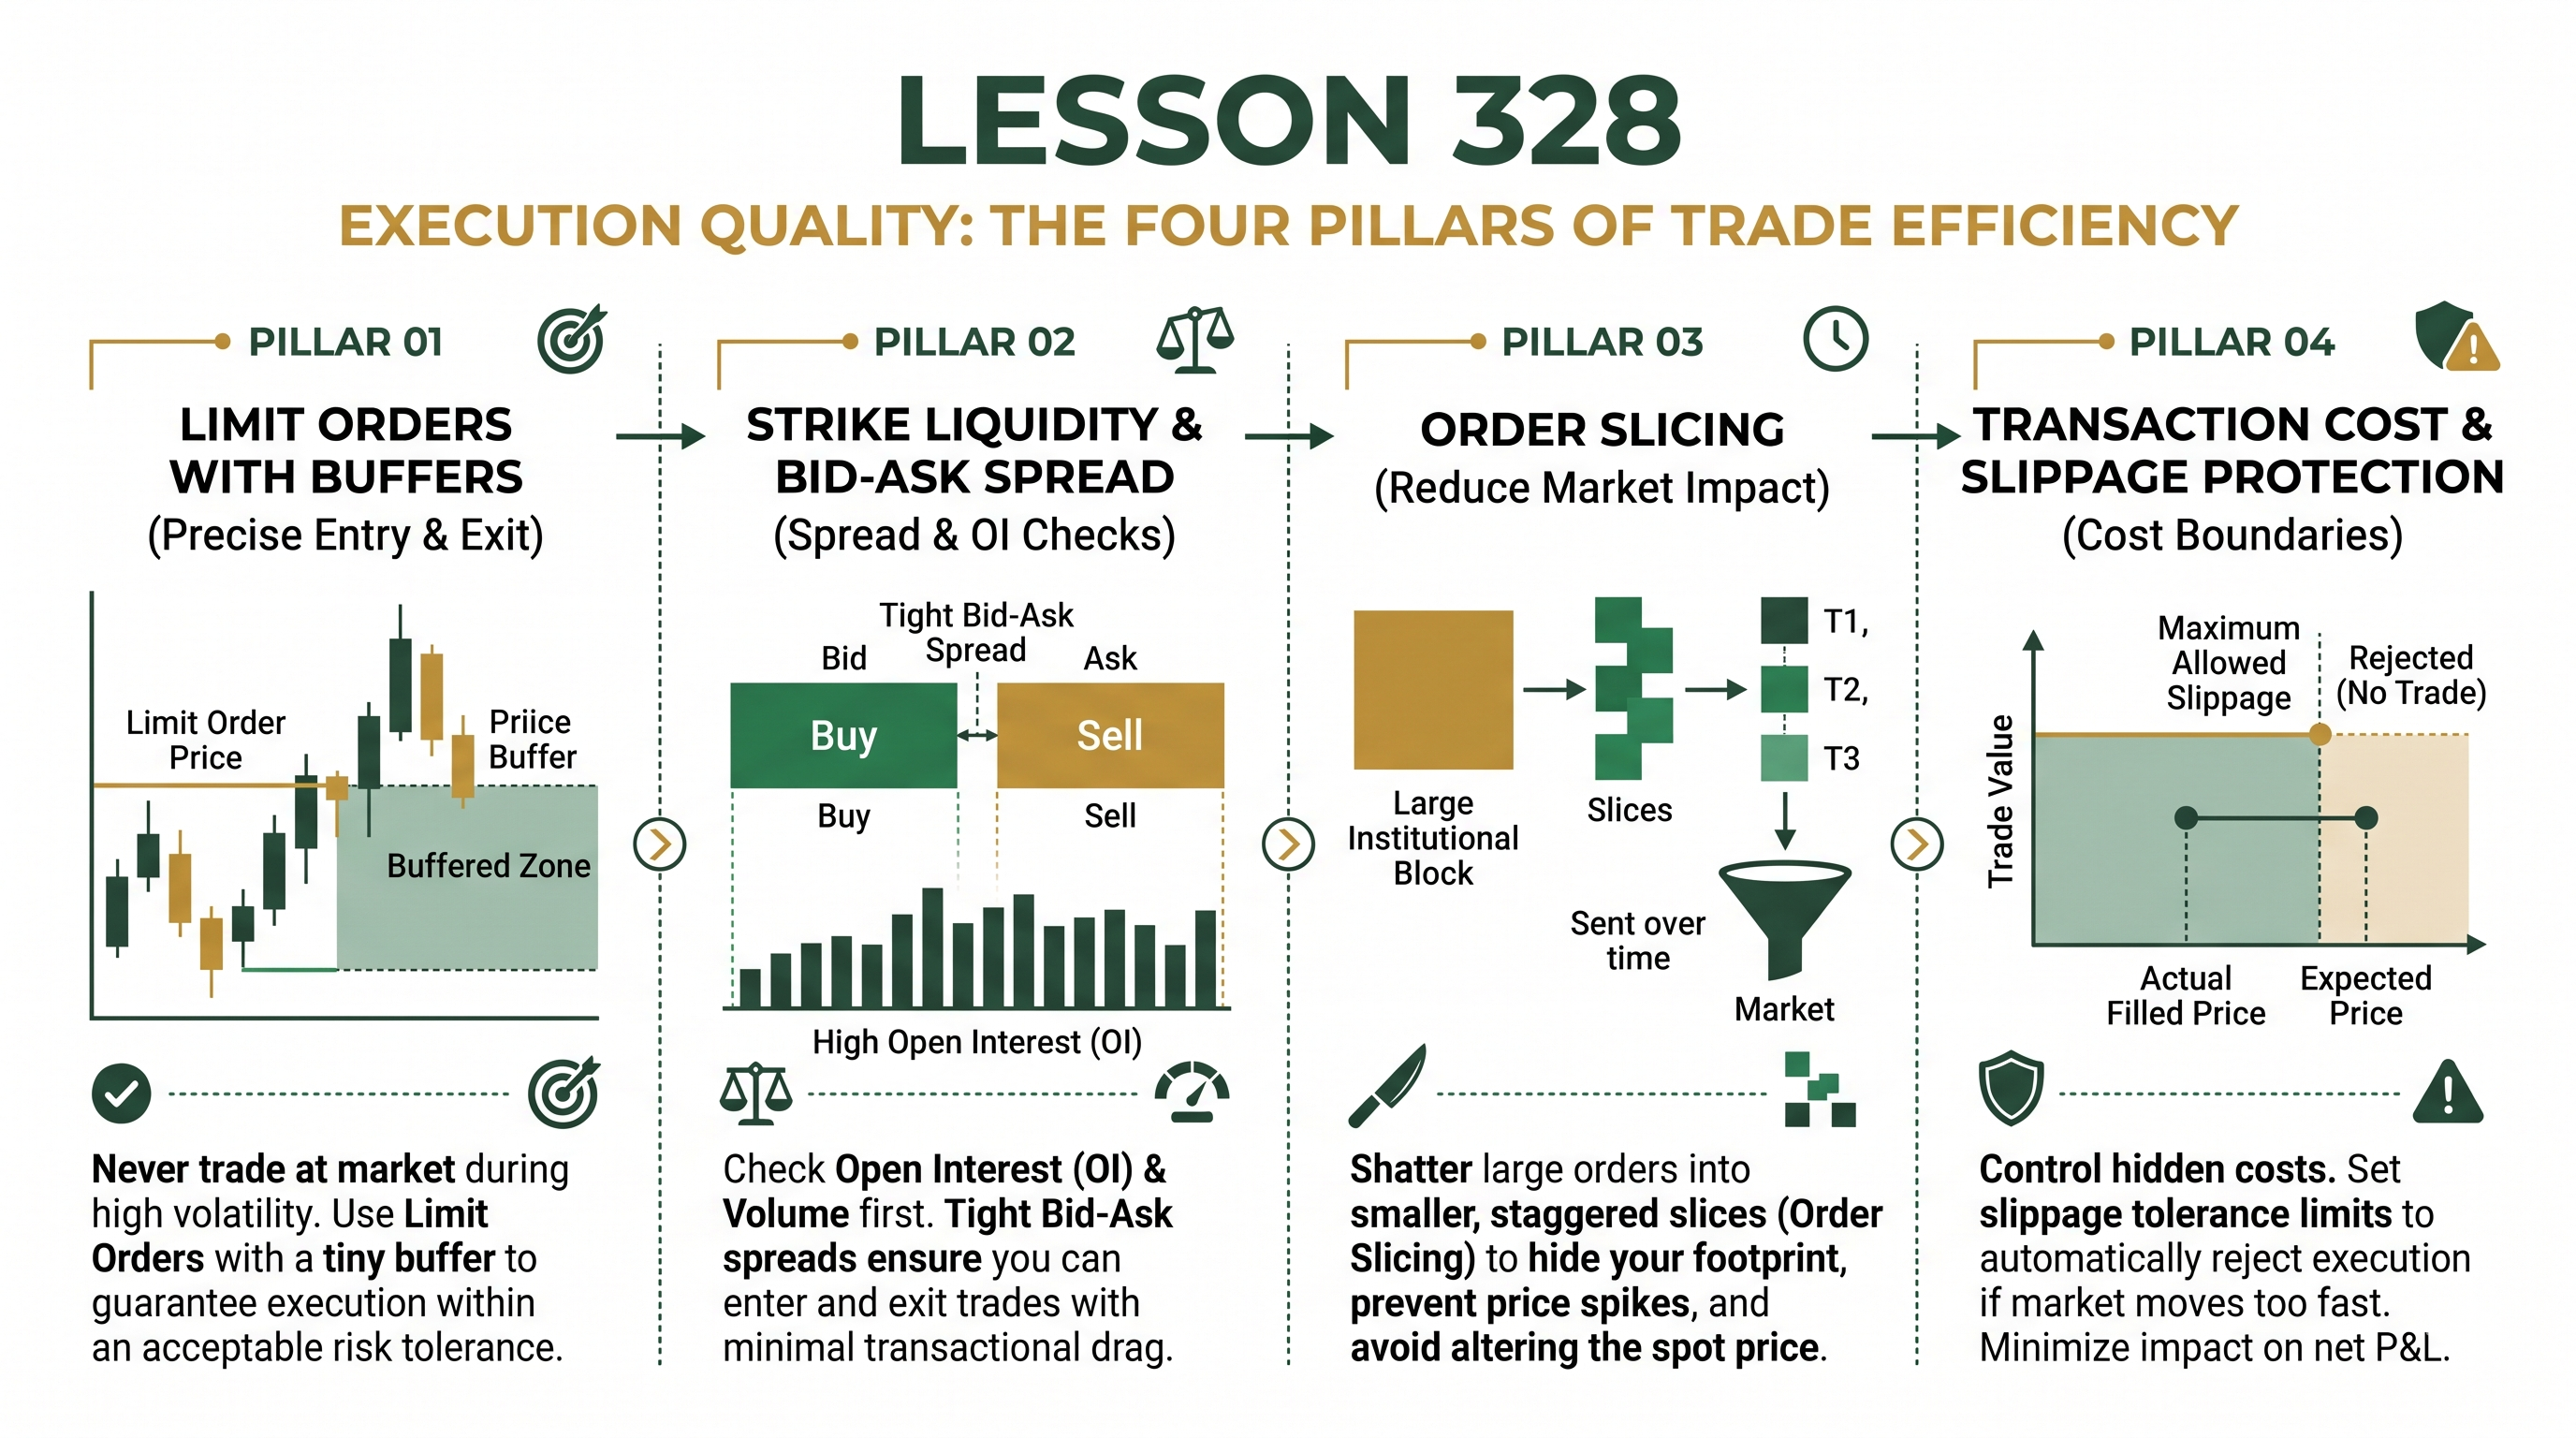 LESSON 328
EXECUTION QUALITY: THE FOUR PILLARS OF TRADE EFFICIENCY
PILLAR 01
LIMIT ORDERS
WITH BUFFERS
(Precise Entry & Exit)
Limit Order
Price
Priice
Buffer
Buffered Zone
Never trade at market during
high volatility. Use Limit
Orders with a tiny buffer to
guarantee execution within
an acceptable risk tolerance.
PILLAR 02
STRIKE LIQUIDITY &
BID-ASK SPREAD
(Spread & OI Checks)
Tight Bid-Ask
Spread
Bid
Ask
Buy
Sell
Buy
Sell
High Open Interest (OI)
Check Open Interest (OI) &
Volume first. Tight Bid-Ask
spreads ensure you can
enter and exit trades with
minimal transactional drag.
PILLAR 03
ORDER SLICING
(Reduce Market Impact)
T1,
T2,
T3
Large
Institutional
Block
Slices
Sent over
time
Market
Shatter large orders into
smaller, staggered slices (Order
Slicing) to hide your footprint,
prevent price spikes, and
avoid altering the spot price.
PILLAR 04
TRANSACTION COST &
SLIPPAGE PROTECTION
(Cost Boundaries)
Maximum
Allowed
Slippage
Rejected
(No Trade)
Trade Value
Actual
Filled Price
Expected
Price
Control hidden costs. Set
slippage tolerance limits to
automatically reject execution
if market moves too fast.
Minimize impact on net P&L.